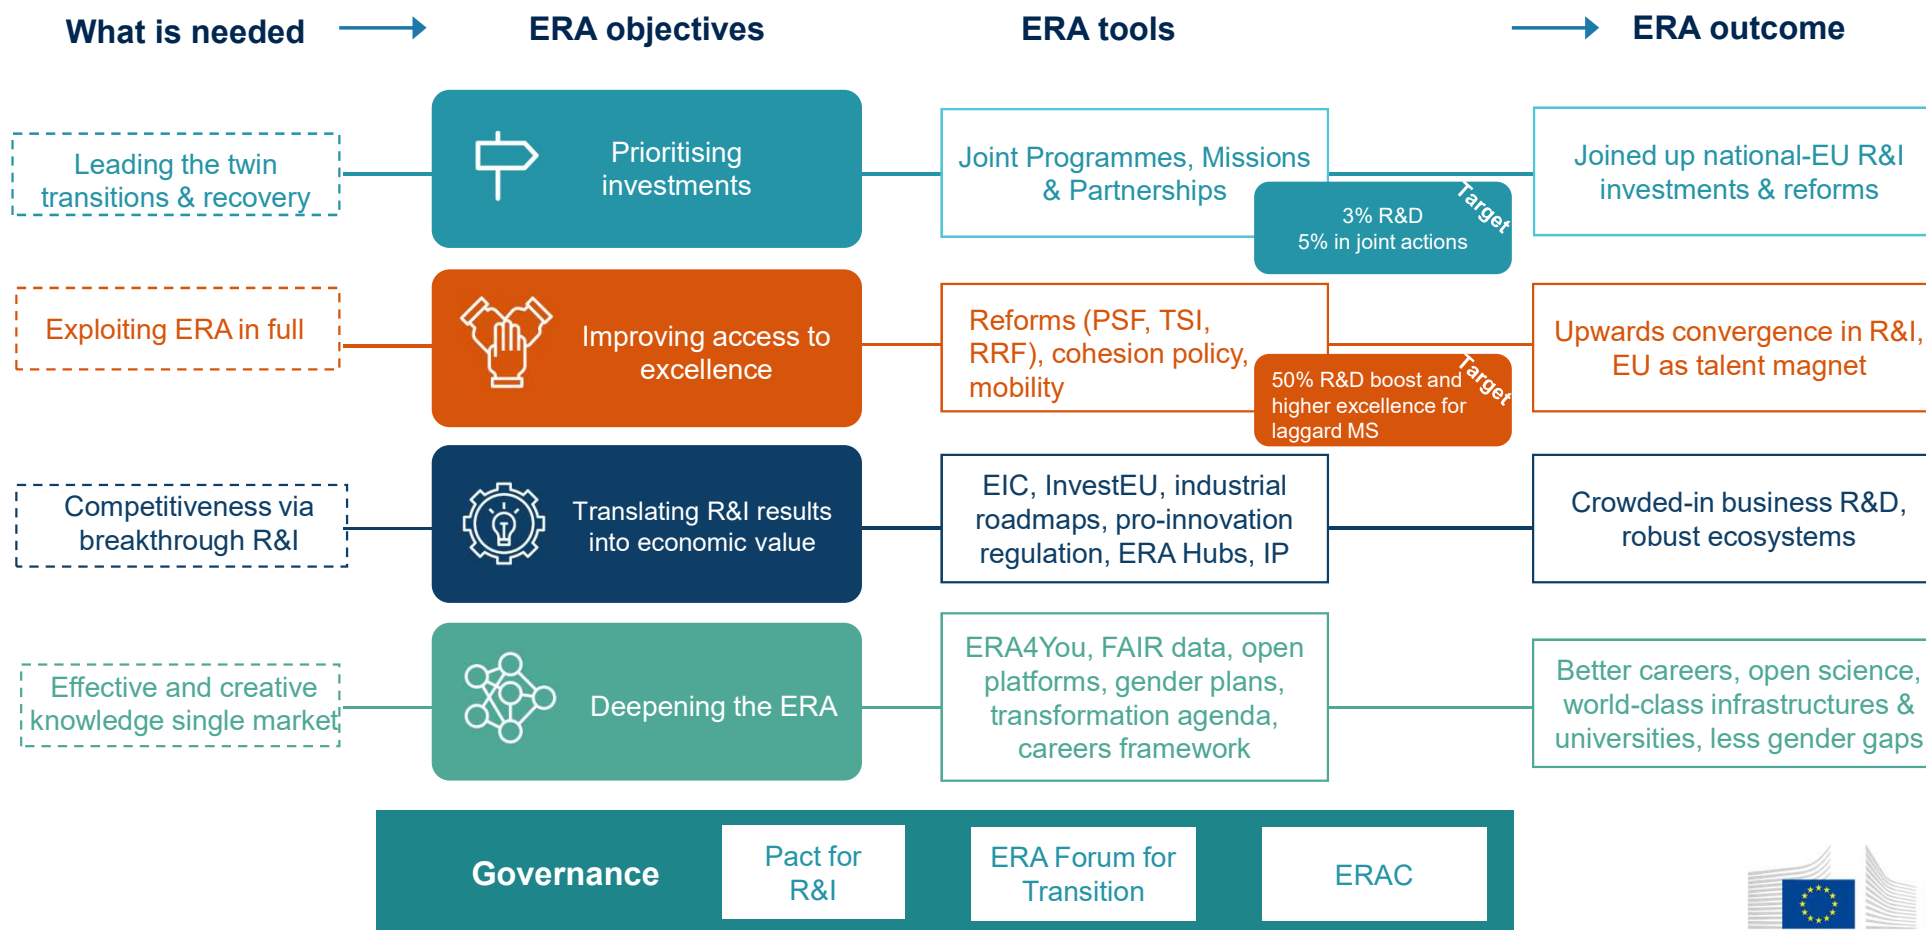 What is needed
ERA objectives
ERA tools
ERA outcome
Leading the twin
transitions & recovery
Prioritising
investments
Joint Programmes, Missions
& Partnerships
Target
3% R&D
5% in joint actions
Joined up national-EU R&I
investments & reforms
Exploiting ERA in full
Improving access to
excellence
Reforms (PSF, TSI,
RRF), cohesion policy,
mobility
Target
50% R&D boost and
higher excellence for
laggard MS
Upwards convergence in R&I,
EU as talent magnet
Competitiveness via
breakthrough R&I
Translating R&I results
into economic value
EIC, InvestEU, industrial
roadmaps, pro-innovation
regulation, ERA Hubs, IP
Crowded-in business R&D,
robust ecosystems
Effective and creative
knowledge single market
Deepening the ERA
ERA4You, FAIR data, open
platforms, gender plans,
transformation agenda,
careers framework
Better careers, open science,
world-class infrastructures &
universities, less gender gaps
Governance
Pact for
R&I
ERA Forum for
Transition
ERAC